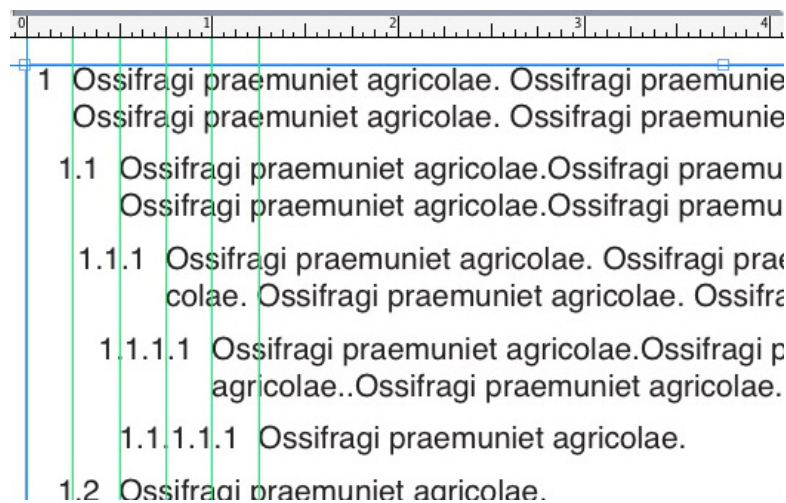 0 1 2 3 4
1 Ossifragi praemuniet agricolae. Ossifragi praemunie
Ossifragi praemuniet agricolae. Ossifragi praemunie
1.1 Ossifragi praemuniet agricolae.Ossifragi praemu
Ossifragi praemuniet agricolae.Ossifragi praemu
1.1.1 Ossifragi praemuniet agricolae. Ossifragi prae
colae. Ossifragi praemuniet agricolae. Ossifra
1.1.1.1 Ossifragi praemuniet agricolae.Ossifragi p
agricolae..Ossifragi praemuniet agricolae.
1.1.1.1.1 Ossifragi praemuniet agricolae.
1.2 Ossifragi praemuniet agricolae.